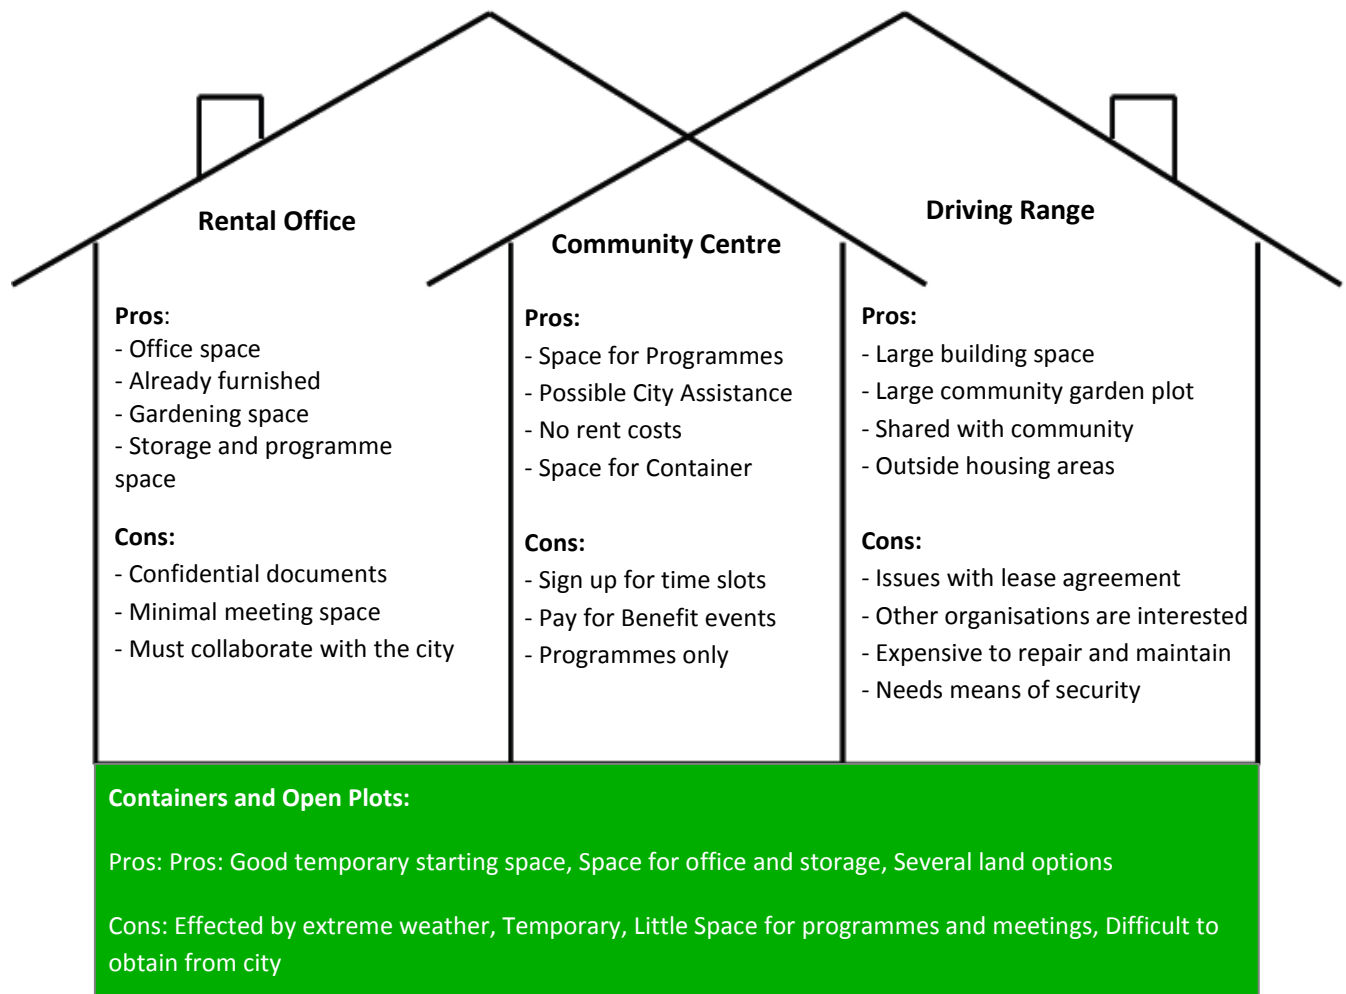 Rental Office
Pros:
- Office space
- Already furnished
- Gardening space
- Storage and programme
space
Cons:
- Confidential documents
- Minimal meeting space
- Must collaborate with the city
Community Centre
Pros:
- Space for Programmes
- Possible City Assistance
- No rent costs
- Space for Container
Cons:
- Sign up for time slots
- Pay for Benefit events
- Programmes only
Driving Range
Pros:
- Large building space
- Large community garden plot
- Shared with community
- Outside housing areas
Cons:
- Issues with lease agreement
- Other organisations are interested
- Expensive to repair and maintain
- Needs means of security
Containers and Open Plots:
Pros: Pros: Good temporary starting space, Space for office and storage, Several land options
Cons: Effected by extreme weather, Temporary, Little Space for programmes and meetings, Difficult to
obtain from city